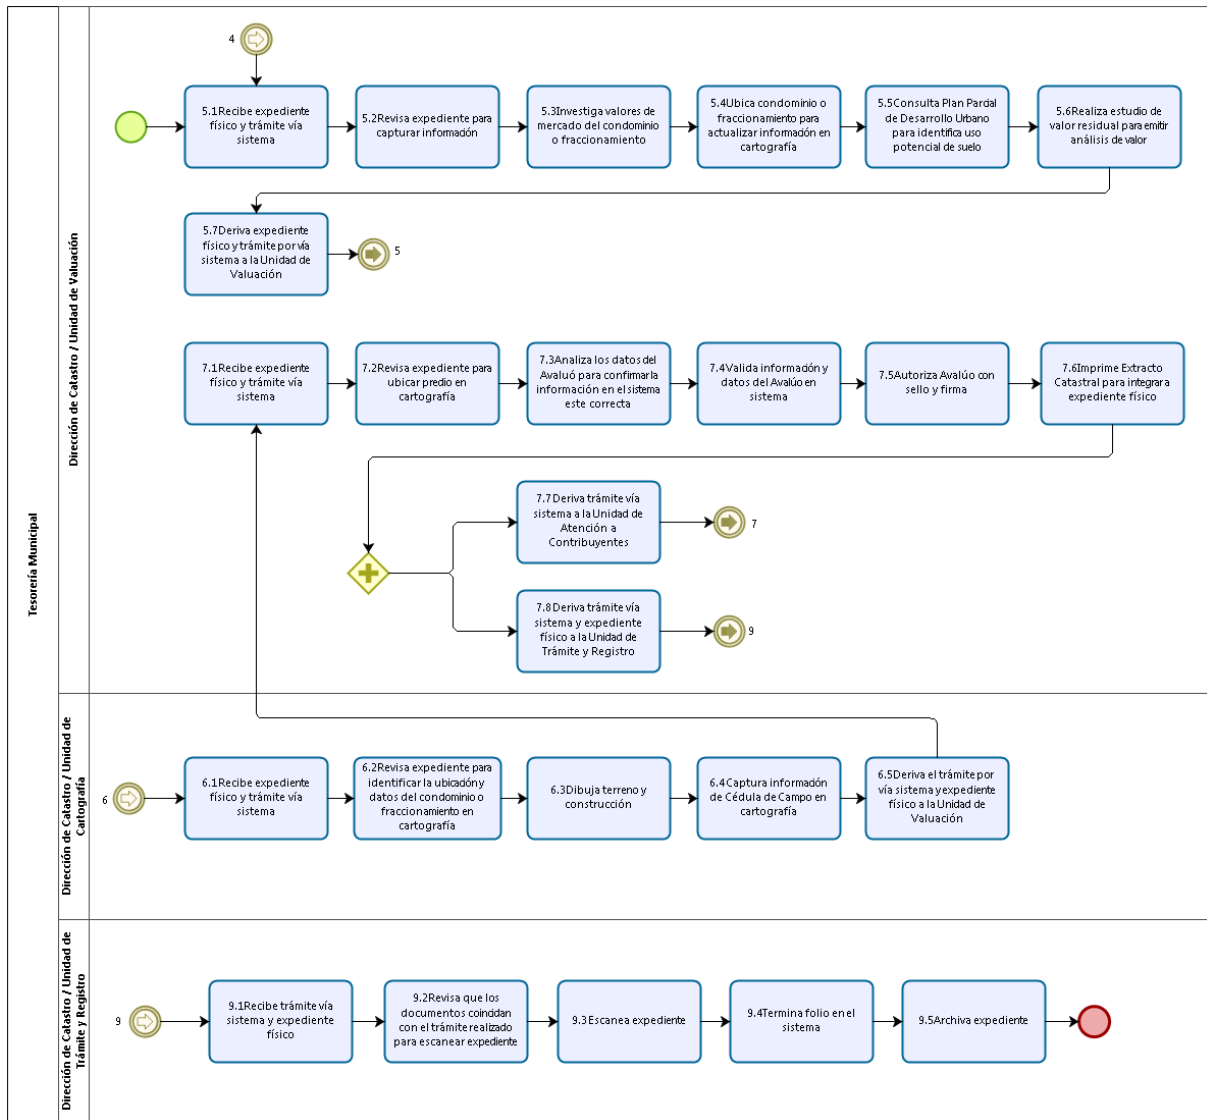 Tesorería Municipal
Dirección de Catastro / Unidad de Valuación
4
5.1Recibe expediente
físico y trámite vía
sistema
5.2Revisa expediente para
capturar información
5.3Investiga valores de
mercado del condominio
o fraccionamiento
5.4Ubica condominio o
fraccionamiento para
actualizar información en
cartografía
5.5Consulta Plan Pardal
de Desarrollo Urbano
para identifica uso
potencial de suelo
5.6Realiza estudio de
valor residual para emitir
análisis de valor
5.7Deriva expediente
físico y trámite por vía
sistema a la Unidad de
Valuación
5
7.1Recibe expediente
físico y trámite vía
sistema
7.2Revisa expediente para
ubicar predio en
cartografía
7.3Analiza los datos del
Avaluó para confirmar la
información en el sistema
este correcta
7.4Valida información y
datos del Avalúo en
sistema
7.5Autoriza Avalúo con
sello y firma
7.6Imprime Extracto
Catastral para integrar a
expediente físico
7.7Deriva trámite vía
sistema a la Unidad de
Atención a
Contribuyentes
7
7.8Deriva trámite vía
sistema y expediente
físico a la Unidad de
Trámite y Registro
9
Dirección de Catastro / Unidad de
Cartografía
6
6.1Recibe expediente
físico y trámite vía
sistema
6.2Revisa expediente para
identificar la ubicación y
datos del condominio o
fraccionamiento en
cartografía
6.3Dibuja terreno y
construcción
6.4Captura información
de Cédula de Campo en
cartografía
6.5Deriva el trámite por
vía sistema y expediente
físico a la Unidad de
Valuación
Dirección de Catastro / Unidad de
Trámite y Registro
9
9.1Recibe trámite vía
sistema y expediente
físico
9.2Revisa que los
documentos coincidan
con el trámite realizado
para escanear expediente
9.3Escanea expediente
9.4Termina folio en el
sistema
9.5Archiva expediente